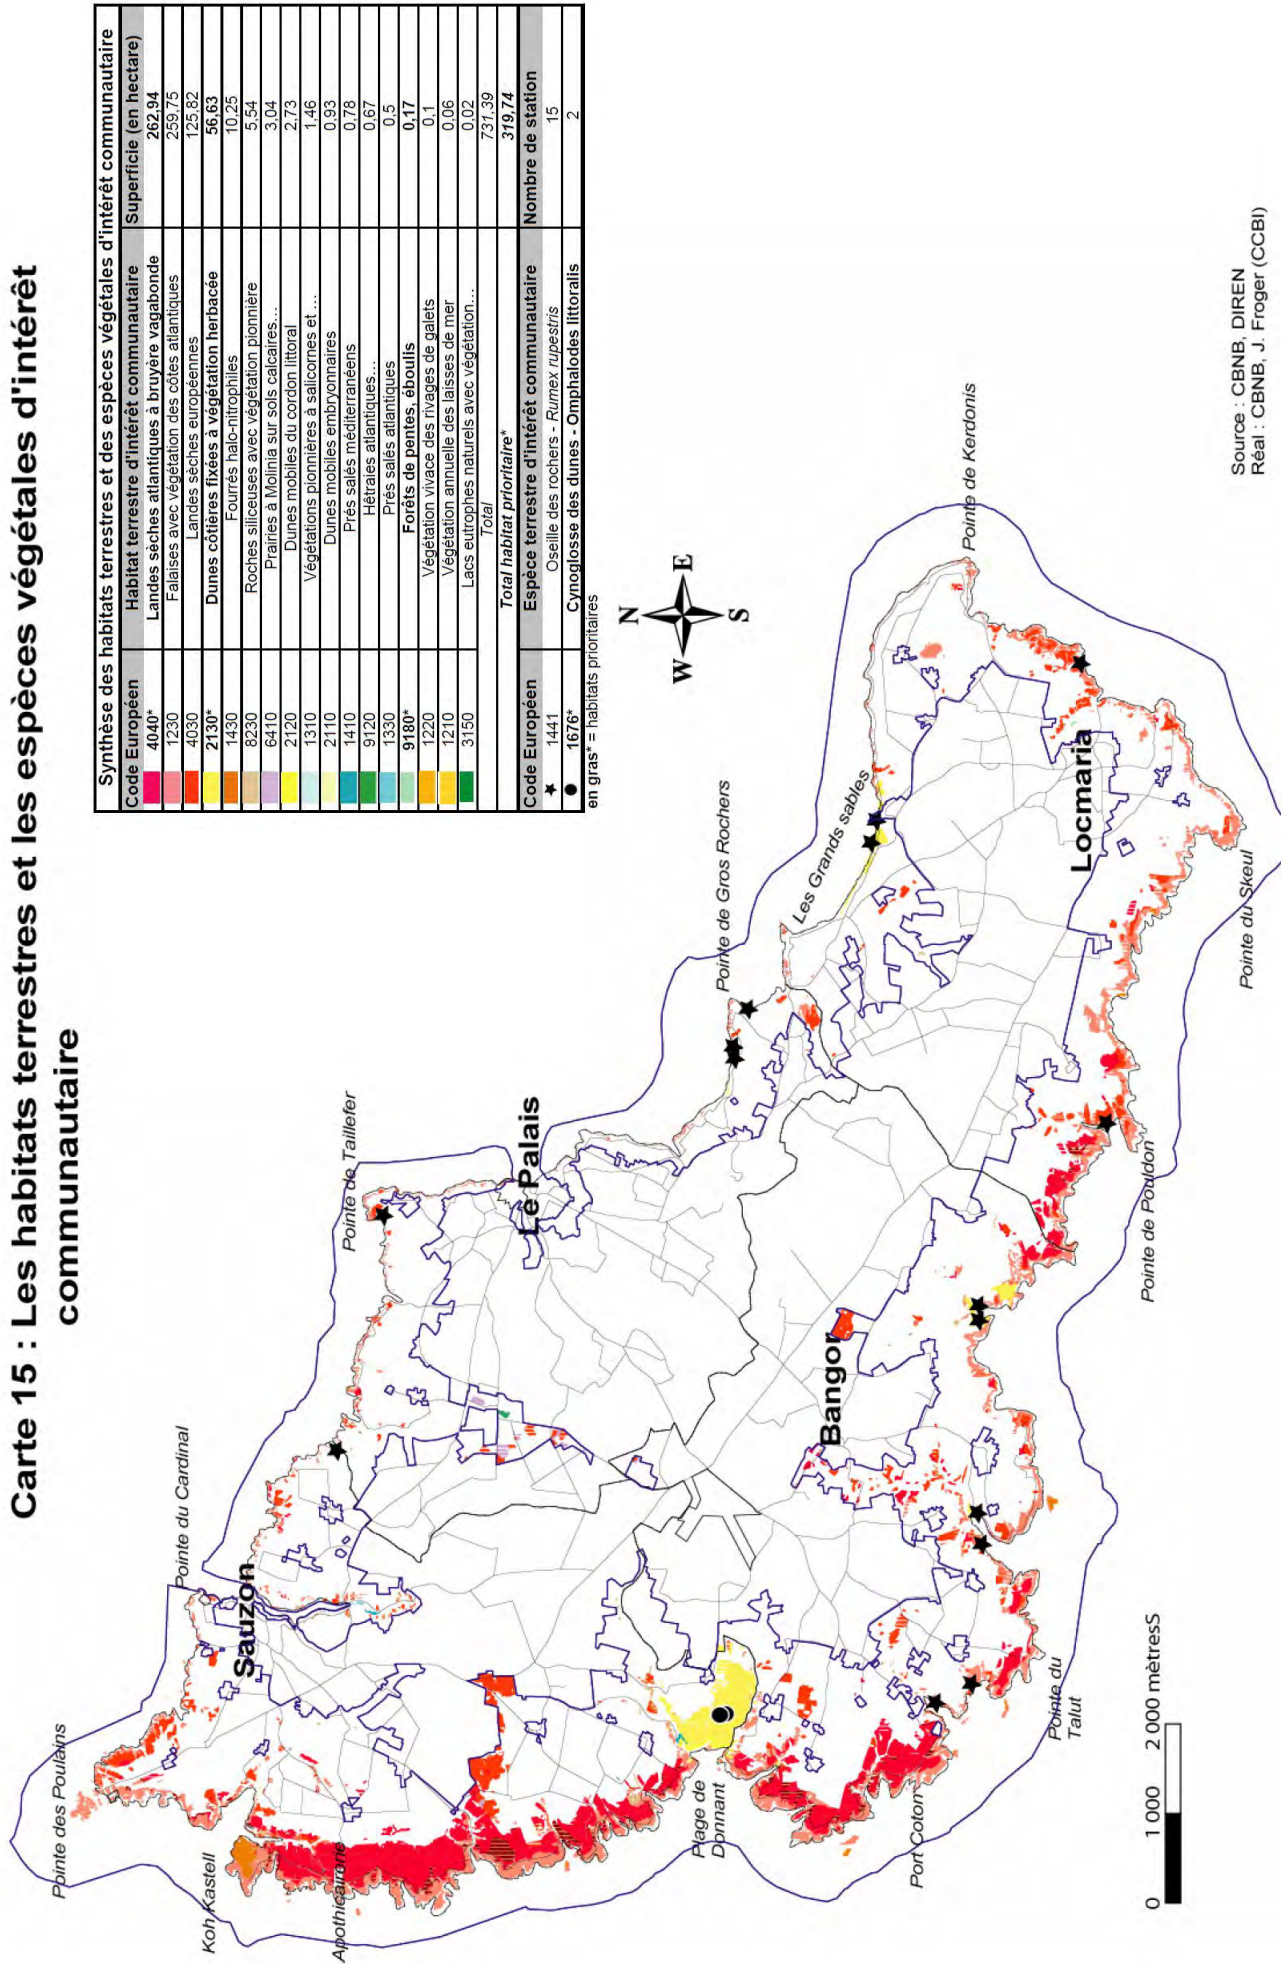 Carte 15 : Les habitats terrestres et les espèces végétales d'intérêt
communautaire
Synthèse des habitats terrestres et des espèces végétales d'intérêt communautaire
Code Européen Habitat terrestre d'intérêt communautaire Superficie (en hectare)
4040* Landes sèches atlantiques à bruyère vagabonde 262,94
1230 Falaises avec végétation des côtes atlantiques 259,75
4030 Landes sèches européennes 125,82
2130* Dunes côtières fixées à végétation herbacée 56,63
1430 Fourrés halo-nitrophiles 10,25
8230 Roches siliceuses avec végétation pionnière 5,54
6410 Prairies à Molinia sur sols calcaires... 3,04
2120 Dunes mobiles du cordon littoral 2,73
1310 Végétations pionnières à salicornes et ... 1,46
2110 Dunes mobiles embryonnaires 0,93
1410 Prés salés méditerranéens 0,78
9120 Hêtraies atlantiques... 0,67
1330 Prés salés atlantiques 0,5
9180* Forêts de pentes, éboulis 0,17
1220 Végétation vivace des rivages de galets 0,1
1210 Végétation annuelle des laisses de mer 0,06
3150 Lacs eutrophes naturels avec végétation... 0,02
Total 731,39
Total habitat prioritaire* 319,74
Code Européen Espèce terrestre d'intérêt communautaire Nombre de station
1441 Oseille des rochers - Rumex rupestris 15
1676* Cynoglosse des dunes - Omphalodes littoralis 2
en gras* = habitats prioritaires
N
W E
S
Pointe des Poulains
Pointe du Cardinal
Pointe de Taillefer
Koh Kastell
Sauzon
Apothicairerie
Le Palais
Pointe de Gros Rochers
Les Grands sables
Pointe de Kerdonis
Plage de
Donnant
Bangor
Port Coton
Locmaria
Pointe du
Talut
Pointe de Pouldon
Pointe du Skeul
0 1 000 2 000 mètresS
Source : CBNB, DIREN
Réal : CBNB, J. Froger (CCBI)